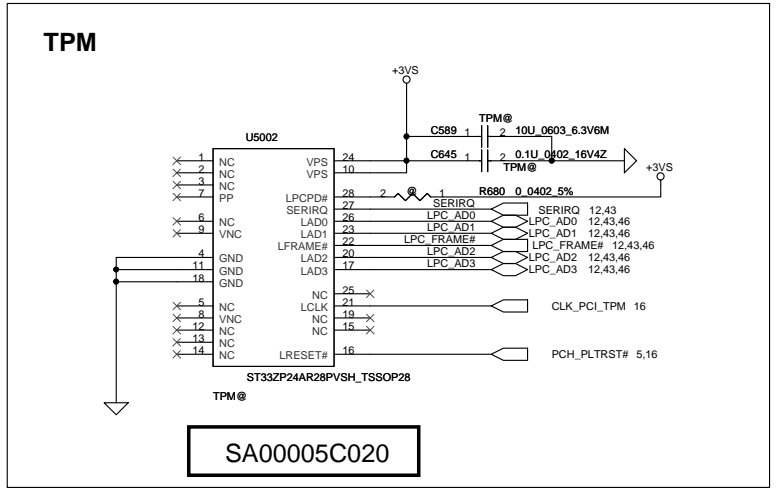 TPM
+3VS
TPM@
C589 1 2 10U_0603_6.3V6M
U5002
C645 1 2 0.1U_0402_16V4Z
TPM@
+3VS
1 NC VPS 24
2 NC VPS 10
3 NC
7 PP LPCPD# 28 2 @ 1 R680 0_0402_5%
SERIRQ 27 SERIRQ SERIRQ 12,43
6 NC LAD0 26 LPC_AD0 LPC_AD0 12,43,46
9 VNC LAD1 23 LPC_AD1 LPC_AD1 12,43,46
LFRAME# 22 LPC_FRAME# LPC_FRAME# 12,43,46
4 GND LAD2 20 LPC_AD2 LPC_AD2 12,43,46
11 GND LAD3 17 LPC_AD3 LPC_AD3 12,43,46
18 GND
NC 25
5 NC LCLK 21 CLK_PCI_TPM 16
8 VNC NC 19
12 NC NC 15
13 NC
14 NC LRESET# 16 PCH_PLTRST# 5,16
ST33ZP24AR28PVSH_TSSOP28
TPM@
SA00005C020